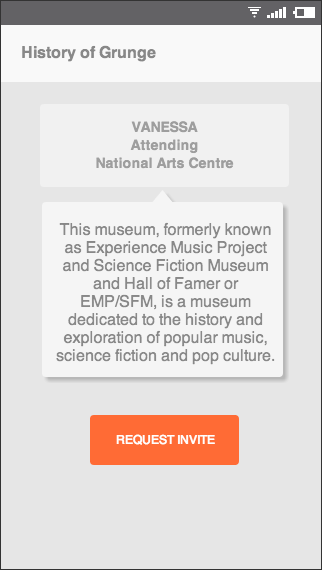 History of Grunge
VANESSA
Attending
National Arts Centre
This museum, formerly known
as Experience Music Project
and Science Fiction Museum
and Hall of Famer or
EMP/SFM, is a museum
dedicated to the history and
exploration of popular music,
science fiction and pop culture.
REQUEST INVITE